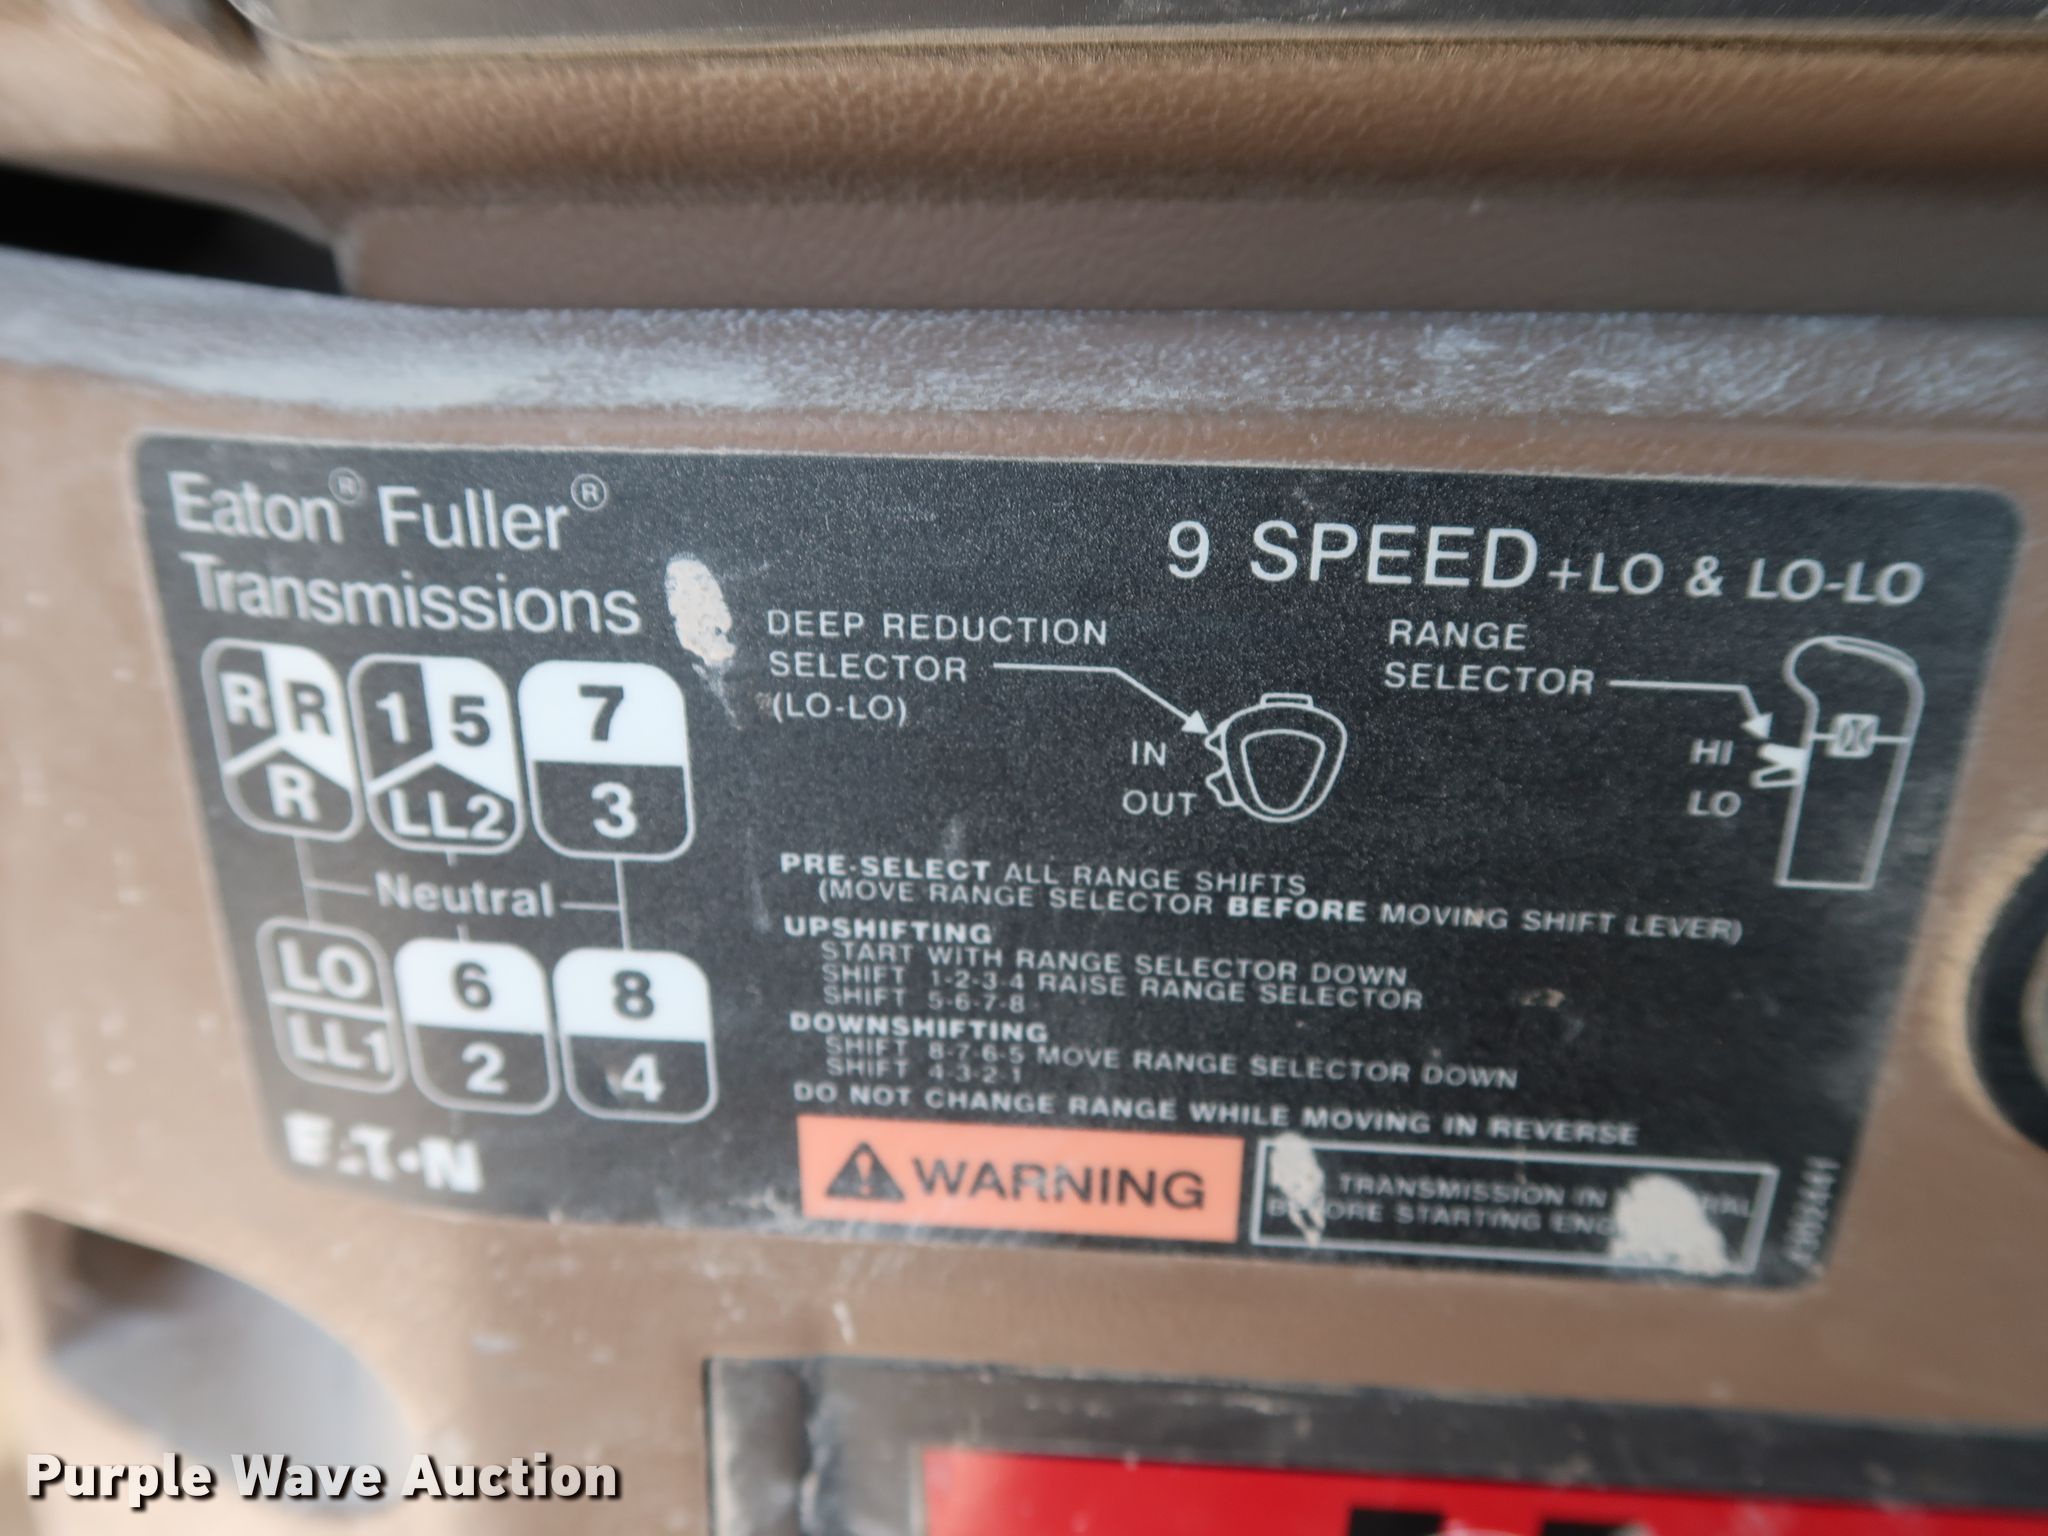 Eaton® Fuller®
Transmissions
9 SPEED +LO & LO-LO
DEEP REDUCTION
SELECTOR
(LO-LO)
IN
OUT
RANGE
SELECTOR
HI
LO
R R
R
1 5
LL2
7
3
Neutral
LO
LL1
6
2
8
4
PRE-SELECT ALL RANGE SHIFTS
(MOVE RANGE SELECTOR BEFORE MOVING SHIFT LEVER)
UPSHIFTING
START WITH RANGE SELECTOR DOWN
SHIFT 1-2-3-4 RAISE RANGE SELECTOR
SHIFT 5-6-7-8
DOWNSHIFTING
SHIFT 8-7-6-5 MOVE RANGE SELECTOR DOWN
SHIFT 4-3-2-1
DO NOT CHANGE RANGE WHILE MOVING IN REVERSE
EATON
WARNING
TRANSMISSION IN
STARTING
Purple Wave Auction